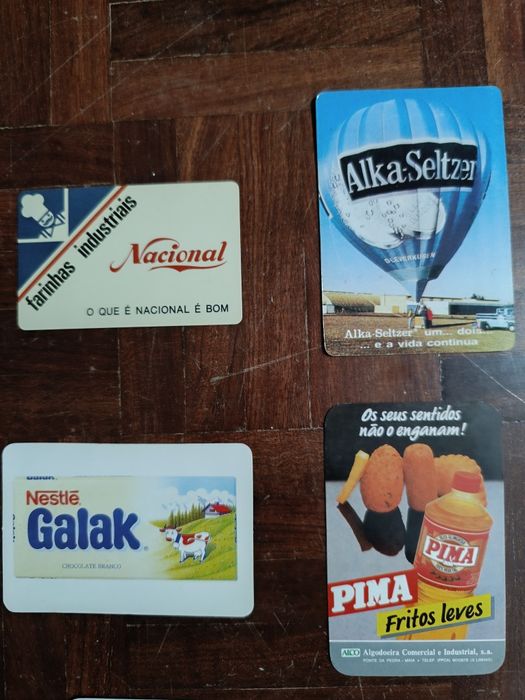 farinhas industriais
Nacional
O QUE É NACIONAL É BOM
Alka-Seltzer
Alka-Seltzer um... dois
... e a vida continua
Nestlé
Galak
CHOCOLATE BRANCO
Os seus sentidos
não o enganam!
PIMA
PIMA
Fritos leves
AICO Algodoeira Comercial e Industrial, s.a.